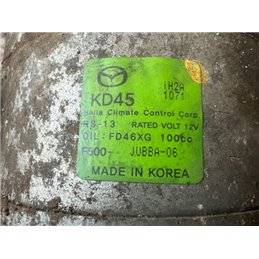 KD45
1H2A
1071
Halla Climate Control Corp.
RS-13 RATED VOLT 12V
OIL: FD46XG 100cc
F500- JUBBA-06
MADE IN KOREA